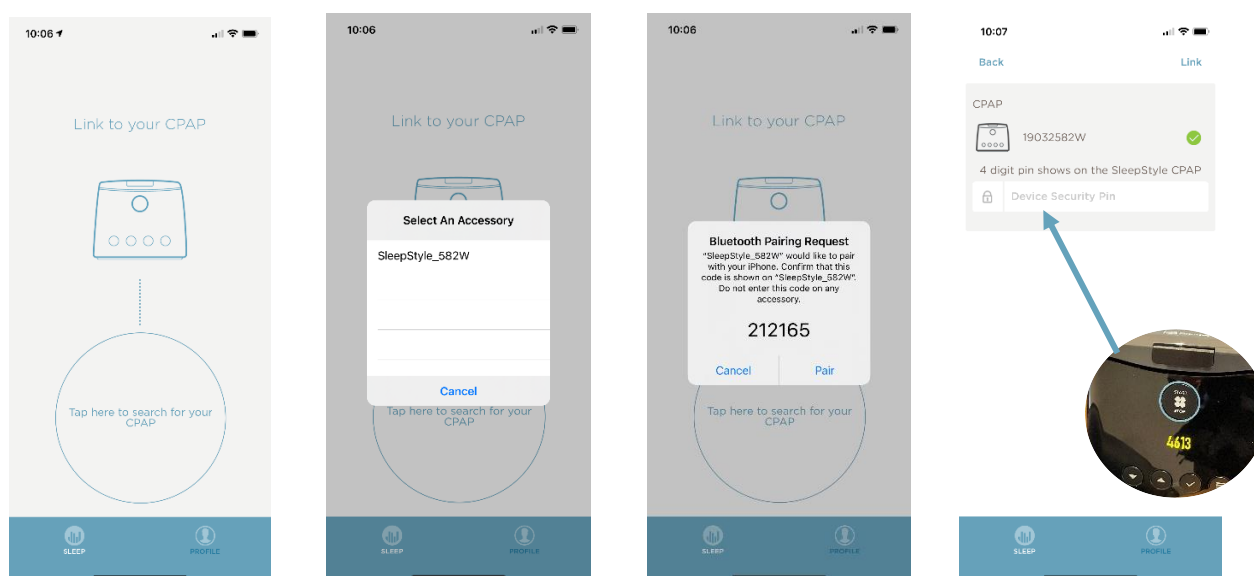 10:06
Link to your CPAP
Tap here to search for your
CPAP
SLEEP
PROFILE
10:06
Link to your CPAP
Select An Accessory
SleepStyle_582W
Cancel
Tap here to search for your
CPAP
SLEEP
PROFILE
10:06
Link to your CPAP
Bluetooth Pairing Request
"SleepStyle_582W" would like to pair
with your iPhone. Confirm that this
code is shown on "SleepStyle_582W".
Do not enter this code on any
accessory.
212165
Cancel
Pair
Tap here to search for your
CPAP
SLEEP
PROFILE
10:07
Back
Link
CPAP
19032582W
4 digit pin shows on the SleepStyle CPAP
Device Security Pin
START
STOP
4613
SLEEP
PROFILE